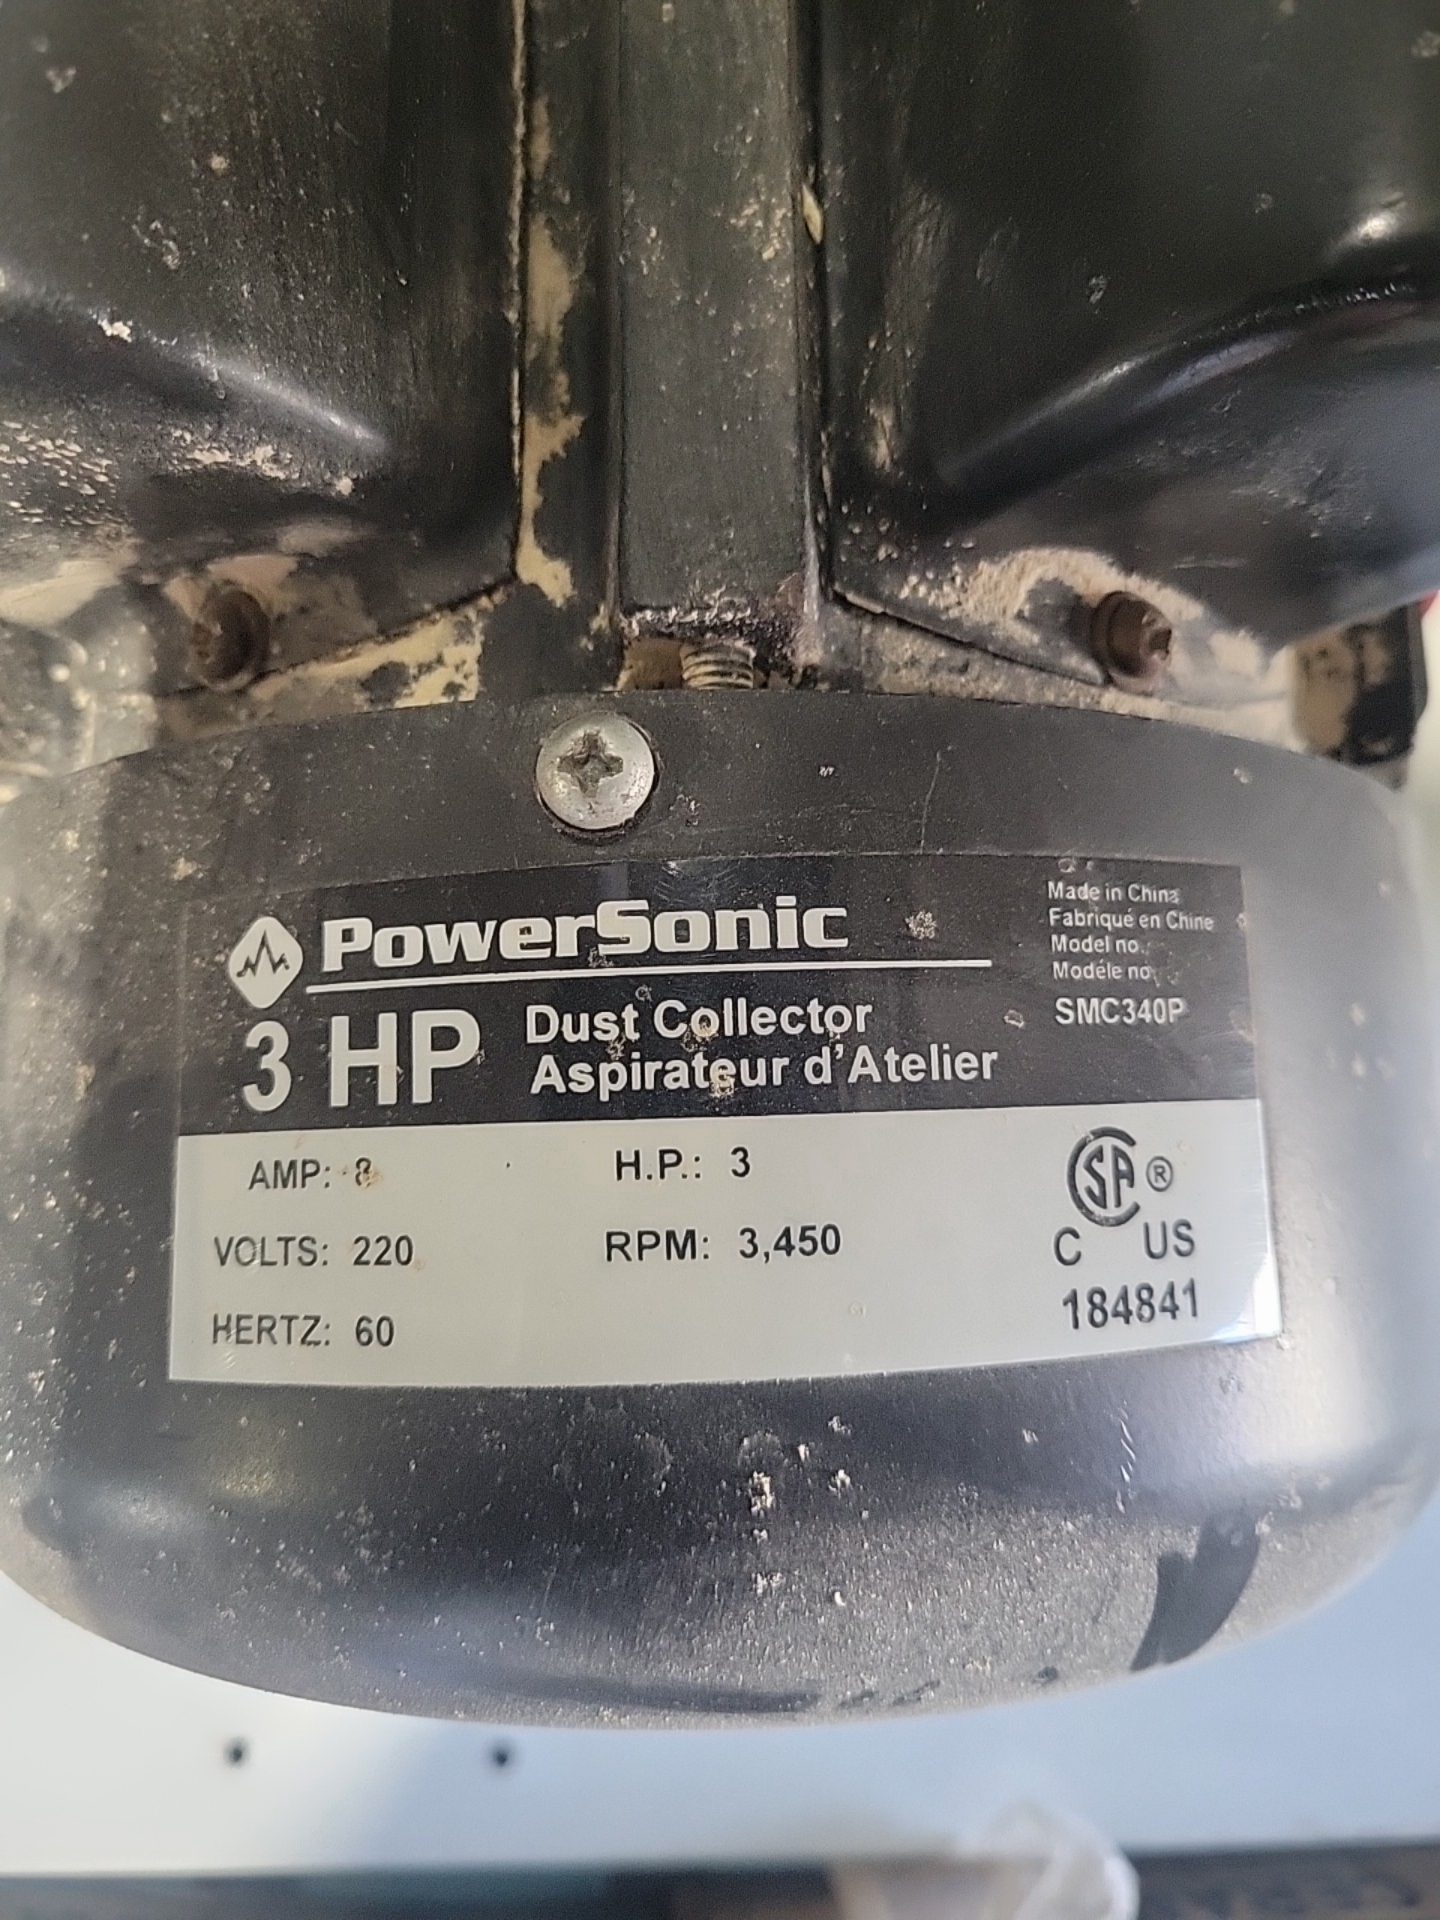 PowerSonic
3 HP
Dust Collector
Aspirateur d'Atelier
Made in China
Fabriqué en Chine
Model no.
Modéle no.
SMC340P
AMP: 8
H.P.: 3
VOLTS: 220
RPM: 3,450
HERTZ: 60
SA ®
C US
184841